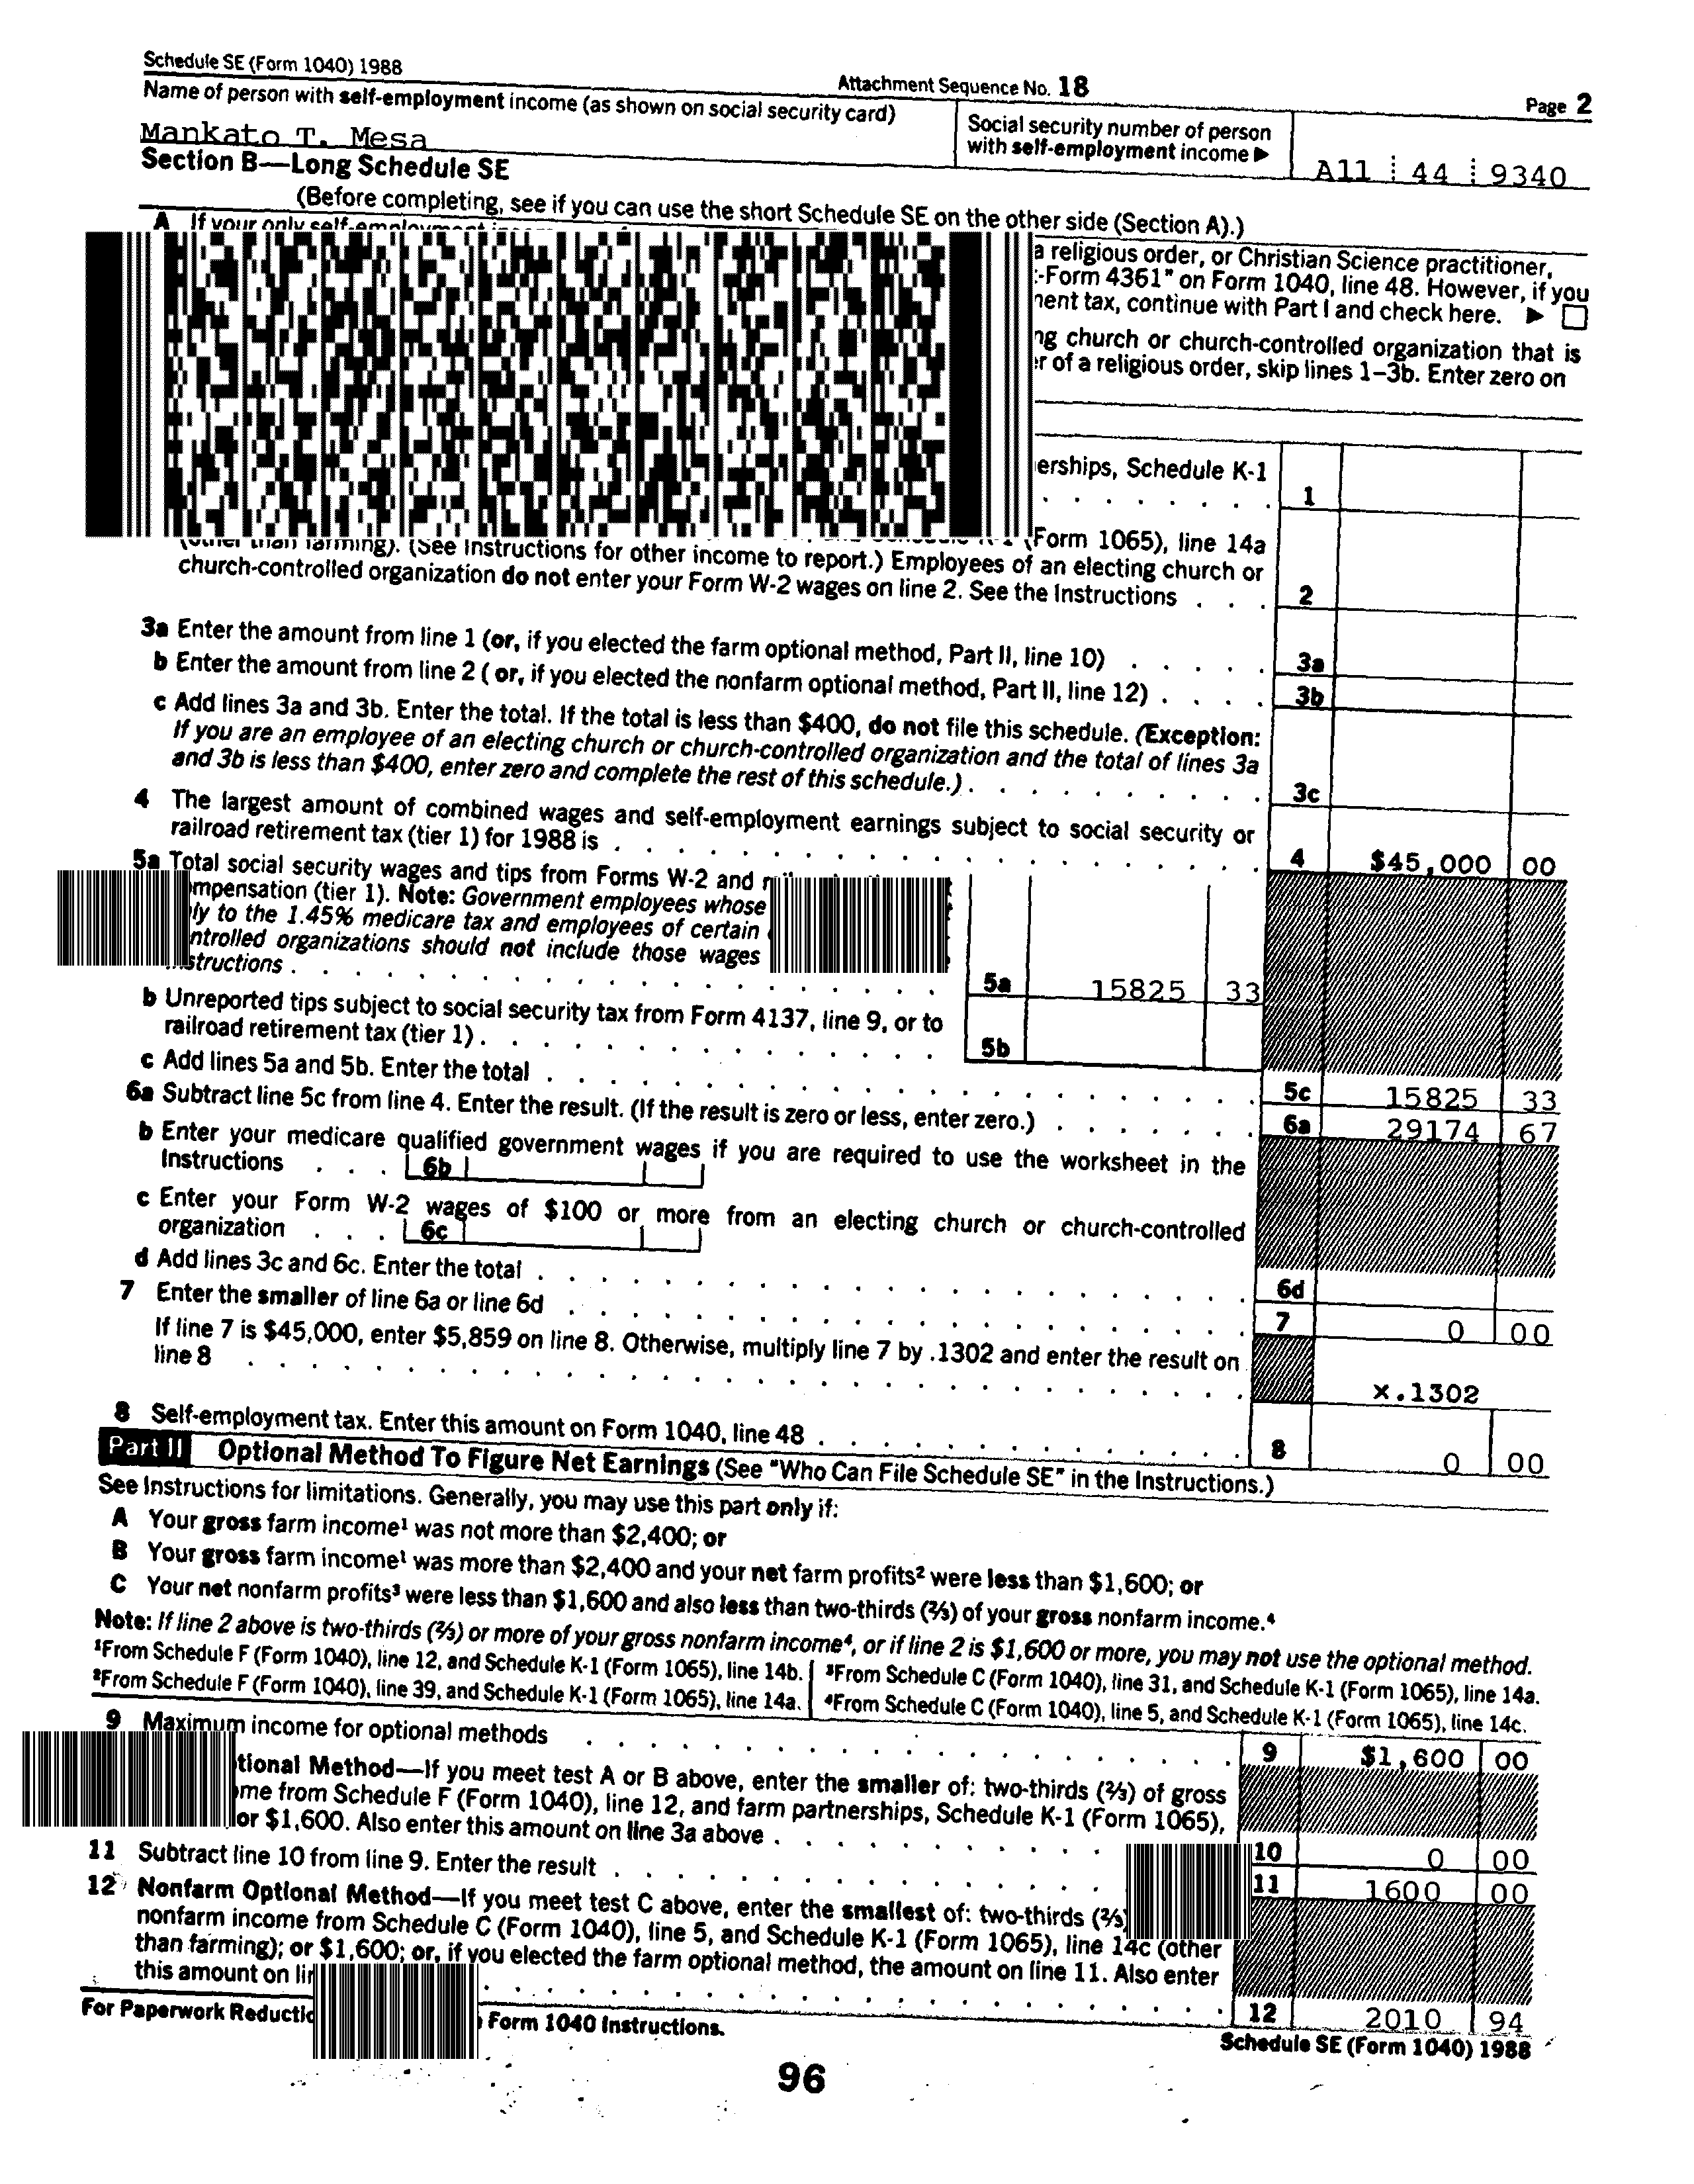 Schedule SE (Form 1040) 1988
Attachment Sequence No. 18
Page 2
Name of person with self-employment income (as shown on social security card)
Mankato T. Mesa
Social security number of person
with self-employment income ▶
A11 44 9340
Section B—Long Schedule SE
(Before completing, see if you can use the short Schedule SE on the other side (Section A).)
A If your only self-employment
a religious order, or Christian Science practitioner,
-Form 4361" on Form 1040, line 48. However, if you
tax, continue with Part I and check here. ▶
church or church-controlled organization that is
of a religious order, skip lines 1–3b. Enter zero on
Schedule K-1
1
(Form 1065), line 14a
(other than farming). (See Instructions for other income to report.) Employees of an electing church or
church-controlled organization do not enter your Form W-2 wages on line 2. See the Instructions . . . 2
3a Enter the amount from line 1 (or, if you elected the farm optional method, Part II, line 10) . . . . . 3a
b Enter the amount from line 2 ( or, if you elected the nonfarm optional method, Part II, line 12) . . . . 3b
c Add lines 3a and 3b. Enter the total. If the total is less than $400, do not file this schedule. (Exception:
If you are an employee of an electing church or church-controlled organization and the total of lines 3a
and 3b is less than $400, enter zero and complete the rest of this schedule.) . . . . . . . . . . 3c
4 The largest amount of combined wages and self-employment earnings subject to social security or
railroad retirement tax (tier 1) for 1988 is . . . . . . . . . . 4 $45,000 00
5a Total social security wages and tips from Forms W-2 and
(tier 1). Note: Government employees whose
to the 1.45% medicare tax and employees of certain
organizations should not include those wages
. . . . . . . . . . 5a 15825 33
b Unreported tips subject to social security tax from Form 4137, line 9, or to
railroad retirement tax (tier 1) . . . . . . . . . . 5b
c Add lines 5a and 5b. Enter the total . . . . . . . . . . 5c 15825 33
6a Subtract line 5c from line 4. Enter the result. (If the result is zero or less, enter zero.) . . . . . . . 6a 29174 67
b Enter your medicare qualified government wages if you are required to use the worksheet in the
Instructions . . . 6b
c Enter your Form W-2 wages of $100 or more from an electing church or church-controlled
organization . . . 6c
d Add lines 3c and 6c. Enter the total . . . . . . . . . . 6d
7 Enter the smaller of line 6a or line 6d . . . . . . . . . . 7 0 00
If line 7 is $45,000, enter $5,859 on line 8. Otherwise, multiply line 7 by .1302 and enter the result on
line 8 . . . . . . . . . . x.1302
8 Self-employment tax. Enter this amount on Form 1040, line 48 . . . . . . . . . . 8 0 00
Part II Optional Method To Figure Net Earnings (See "Who Can File Schedule SE" in the Instructions.)
See Instructions for limitations. Generally, you may use this part only if:
A Your gross farm income¹ was not more than $2,400; or
B Your gross farm income¹ was more than $2,400 and your net farm profits² were less than $1,600; or
C Your net nonfarm profits³ were less than $1,600 and also less than two-thirds (⅔) of your gross nonfarm income.⁴
Note: If line 2 above is two-thirds (⅔) or more of your gross nonfarm income⁴, or if line 2 is $1,600 or more, you may not use the optional method.
¹From Schedule F (Form 1040), line 12, and Schedule K-1 (Form 1065), line 14b.
²From Schedule F (Form 1040), line 39, and Schedule K-1 (Form 1065), line 14a.
³From Schedule C (Form 1040), line 31, and Schedule K-1 (Form 1065), line 14a.
⁴From Schedule C (Form 1040), line 5, and Schedule K-1 (Form 1065), line 14c.
9 Maximum income for optional methods . . . . . . . . . . 9 $1,600 00
Method—If you meet test A or B above, enter the smaller of: two-thirds (⅔) of gross
from Schedule F (Form 1040), line 12, and farm partnerships, Schedule K-1 (Form 1065),
or $1,600. Also enter this amount on line 3a above . . . . . . . . . . 10 0 00
11 Subtract line 10 from line 9. Enter the result . . . . . . . . . . 11 1600 00
12 Nonfarm Optional Method—If you meet test C above, enter the smallest of: two-thirds (⅔)
nonfarm income from Schedule C (Form 1040), line 5, and Schedule K-1 (Form 1065), line 14c (other
than farming); or $1,600; or, if you elected the farm optional method, the amount on line 11. Also enter
this amount on . . . . . . . . . . 12 2010 94
For Paperwork Form 1040 Instructions.
Schedule SE (Form 1040) 1988
96